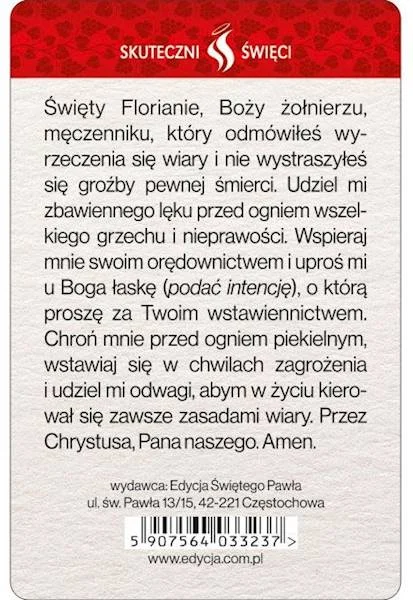 SKUTECZNI ŚWIĘCI
Święty Florianie, Boży żołnierzu,
męczenniku, który odmówiłeś wy-
rzeczenia się wiary i nie wystraszyłeś
się groźby pewnej śmierci. Udziel mi
zbawiennego lęku przed ogniem wszel-
kiego grzechu i nieprawości. Wspieraj
mnie swoim orędownictwem i uproś mi
u Boga łaskę (podać intencję), o którą
proszę za Twoim wstawiennictwem.
Chroń mnie przed ogniem piekielnym,
wstawiaj się w chwilach zagrożenia
i udziel mi odwagi, abym w życiu kiero-
wał się zawsze zasadami wiary. Przez
Chrystusa, Pana naszego. Amen.
wydawca: Edycja Świętego Pawła
ul. św. Pawła 13/15, 42-221 Częstochowa
5 907564 033237 >
www.edycja.com.pl